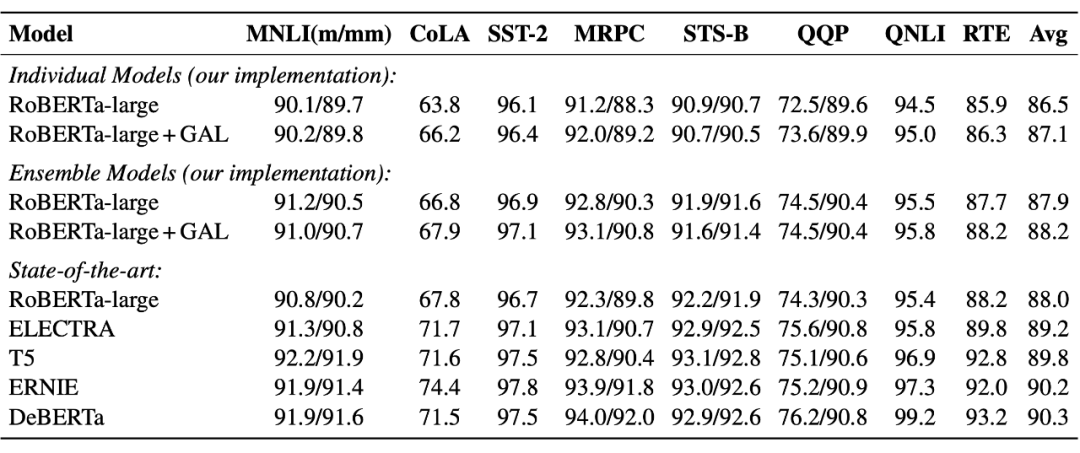 Model MNLI(m/mm) CoLA SST-2 MRPC STS-B QQP QNLI RTE Avg
Individual Models (our implementation):
RoBERTa-large 90.1/89.7 63.8 96.1 91.2/88.3 90.9/90.7 72.5/89.6 94.5 85.9 86.5
RoBERTa-large + GAL 90.2/89.8 66.2 96.4 92.0/89.2 90.7/90.5 73.6/89.9 95.0 86.3 87.1
Ensemble Models (our implementation):
RoBERTa-large 91.2/90.5 66.8 96.9 92.8/90.3 91.9/91.6 74.5/90.4 95.5 87.7 87.9
RoBERTa-large + GAL 91.0/90.7 67.9 97.1 93.1/90.8 91.6/91.4 74.5/90.4 95.8 88.2 88.2
State-of-the-art:
RoBERTa-large 90.8/90.2 67.8 96.7 92.3/89.8 92.2/91.9 74.3/90.3 95.4 88.2 88.0
ELECTRA 91.3/90.8 71.7 97.1 93.1/90.7 92.9/92.5 75.6/90.8 95.8 89.8 89.2
T5 92.2/91.9 71.6 97.5 92.8/90.4 93.1/92.8 75.1/90.6 96.9 92.8 89.8
ERNIE 91.9/91.4 74.4 97.8 93.9/91.8 93.0/92.6 75.2/90.9 97.3 92.0 90.2
DeBERTa 91.9/91.6 71.5 97.5 94.0/92.0 92.9/92.6 76.2/90.8 99.2 93.2 90.3